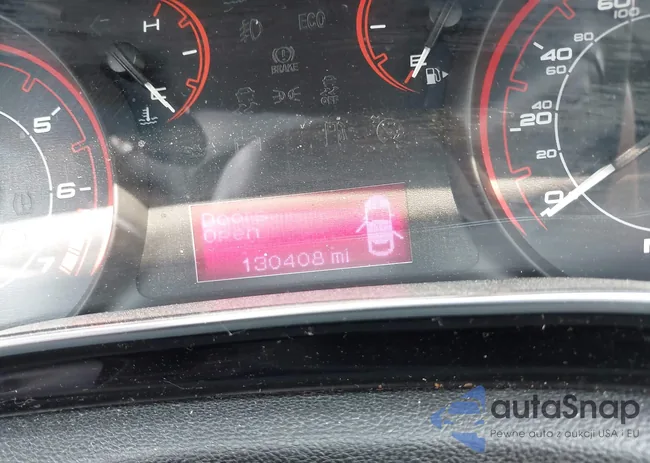 H
ECO
BRAKE
C
E
5
6
60
100
80
40
60
20
40
20
0
Doors
Open
130408 mi
autaSnap
Pewne auta z aukcji USA i EU